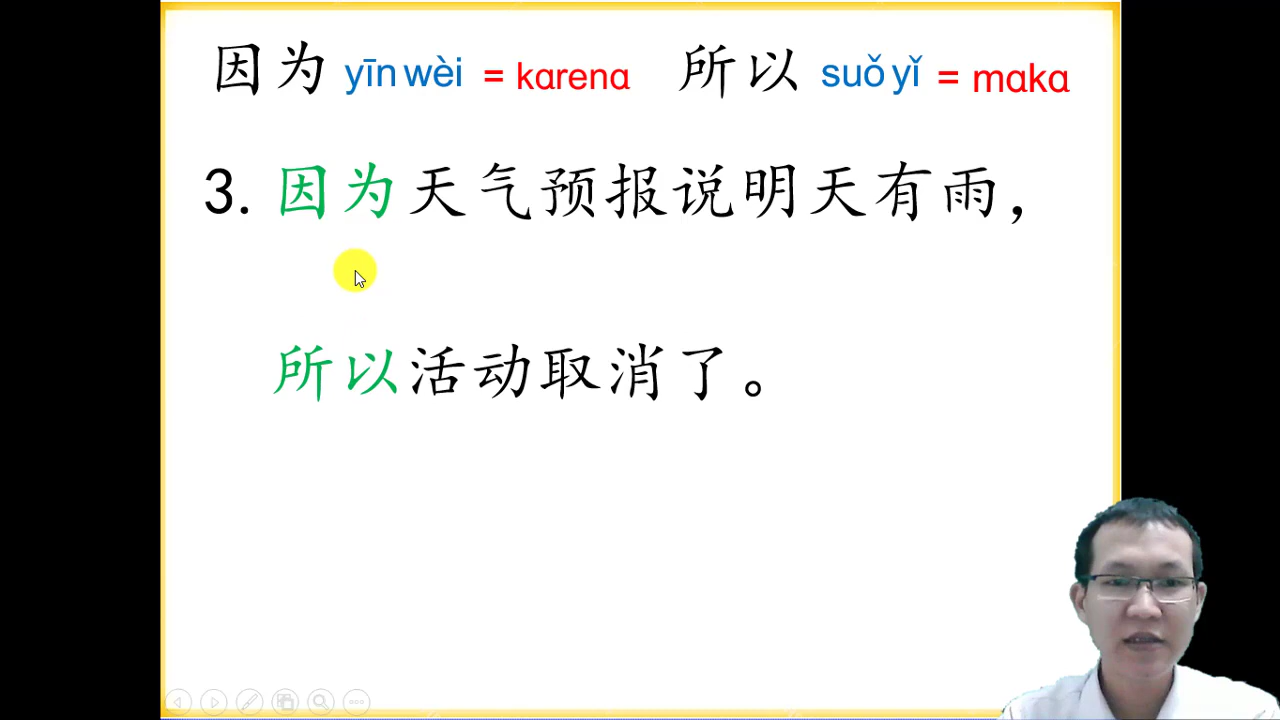 因为 yīn wèi = karena 所以 suǒ yǐ = maka
3. 因为天气预报说明天有雨，
所以活动取消了。